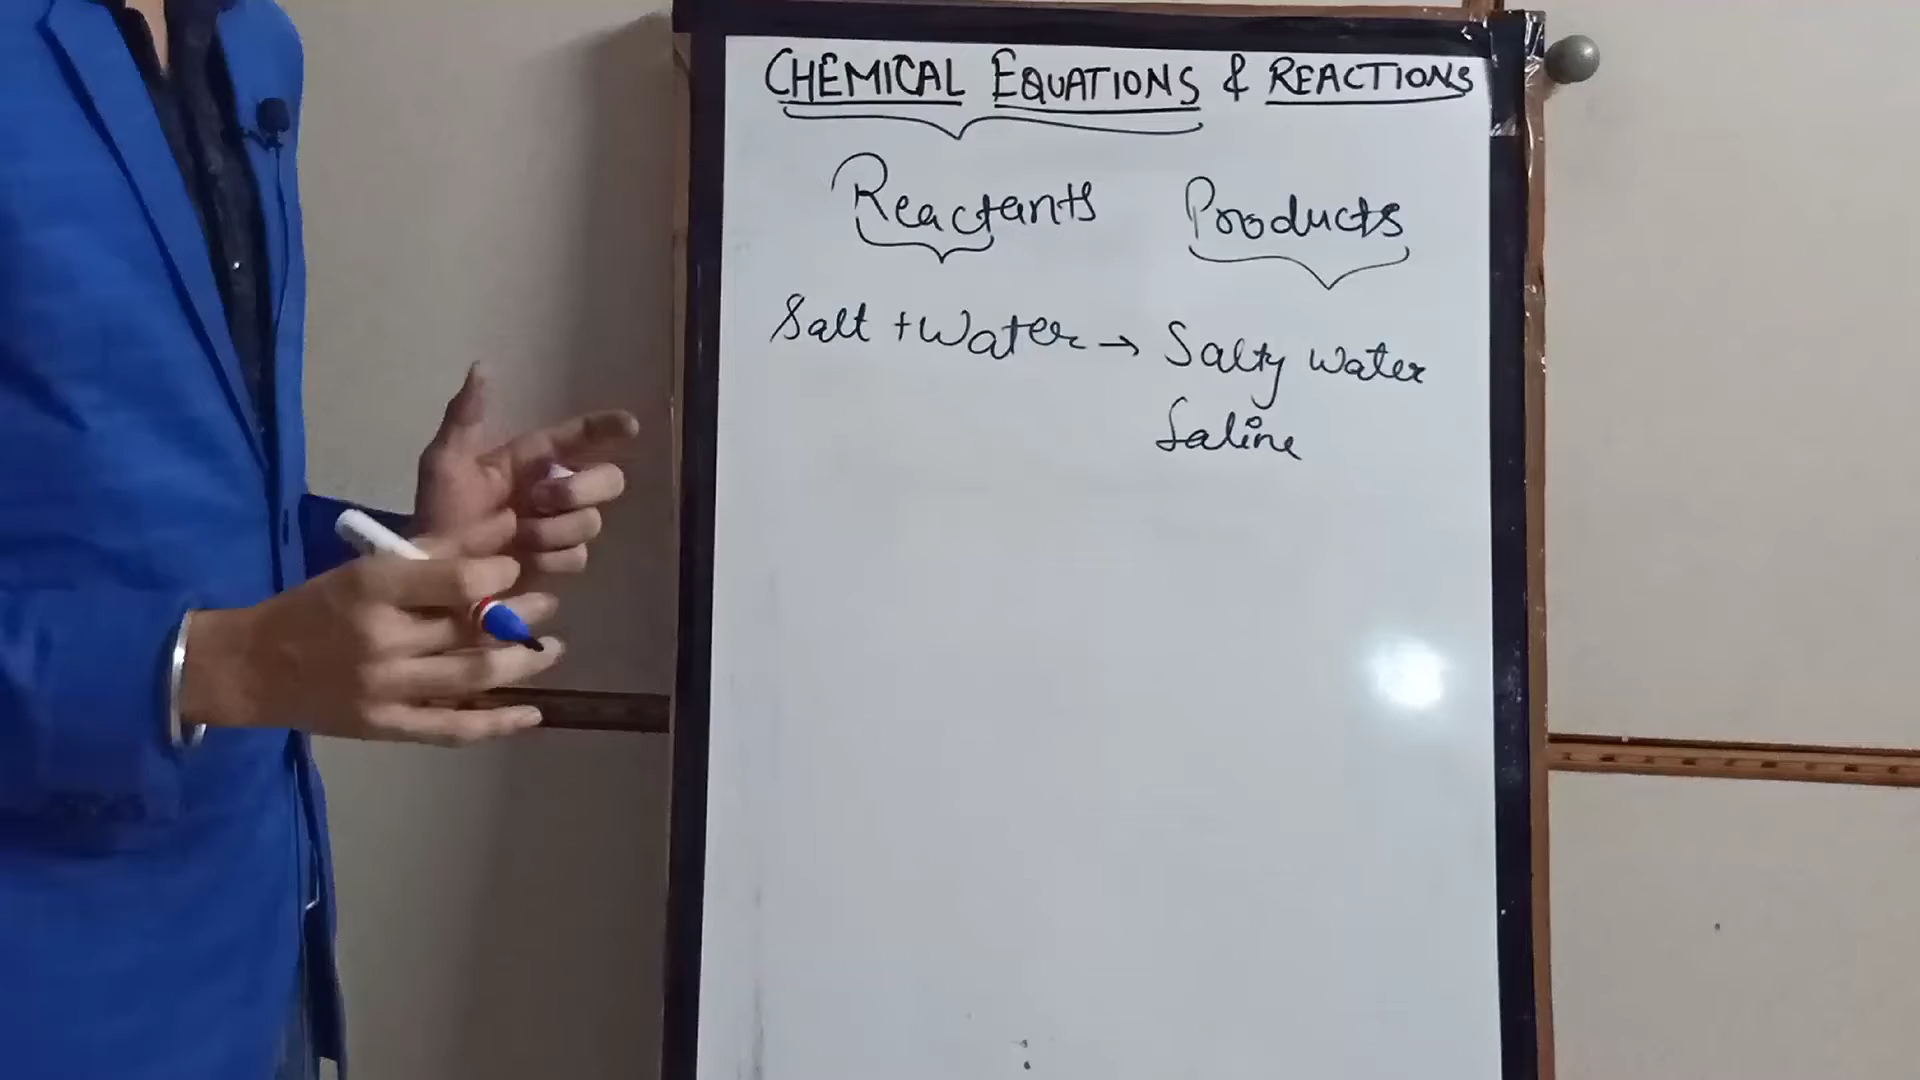 CHEMICAL EQUATIONS & REACTIONS
Reactants Products
Salt + Water → Salty water
Saline